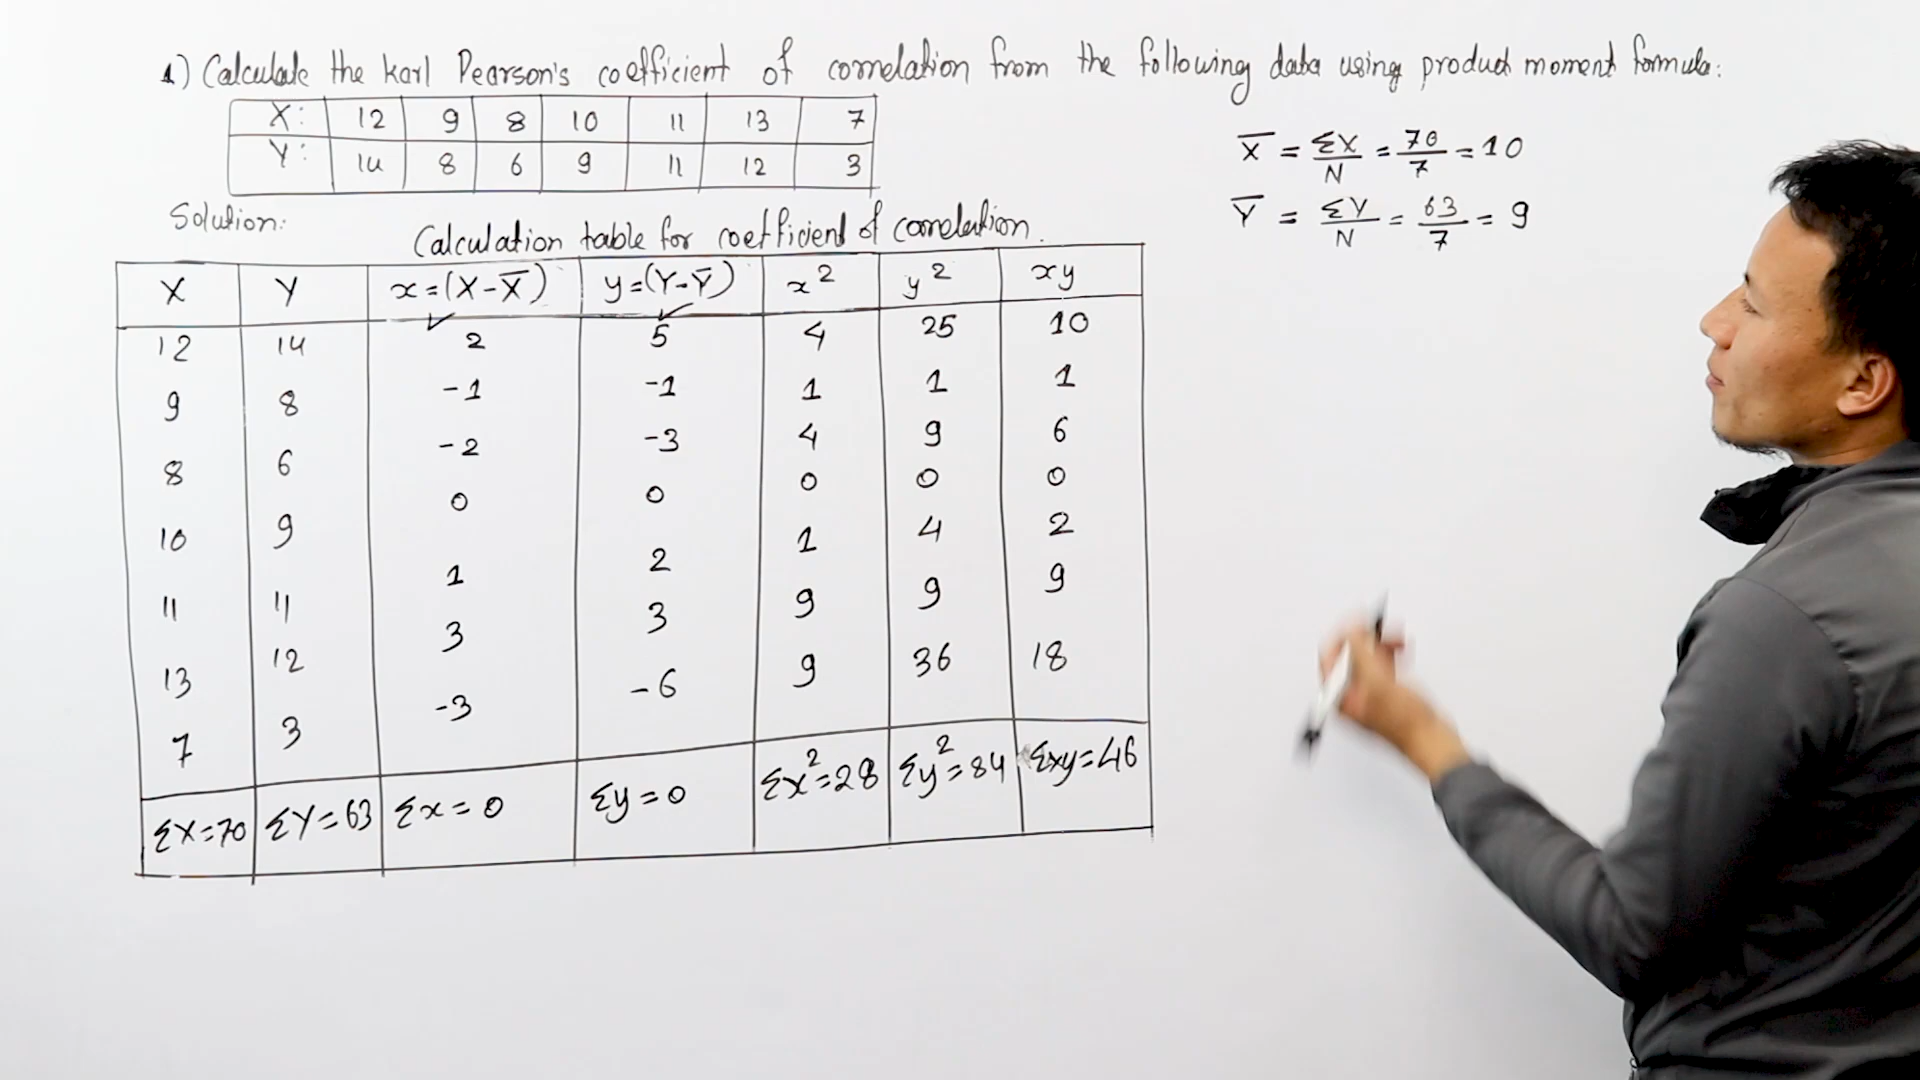 1) Calculate the Karl Pearson's coefficient of correlation from the following data using product moment formula:
X: 12 9 8 10 11 13 7
Y: 14 8 6 9 11 12 3
X̅ = ΣX/N = 70/7 = 10
Y̅ = ΣY/N = 63/7 = 9
Solution:
Calculation table for coefficient of correlation.
X Y x=(X-X̅) y=(Y-Y̅) x² y² xy
12 14 2 5 4 25 10
9 8 -1 -1 1 1 1
8 6 -2 -3 4 9 6
10 9 0 0 0 0 0
11 11 1 2 1 4 2
13 12 3 3 9 9 9
7 3 -3 -6 9 36 18
ΣX=70 ΣY=63 Σx=0 Σy=0 Σx²=28 Σy²=84 Σxy=46